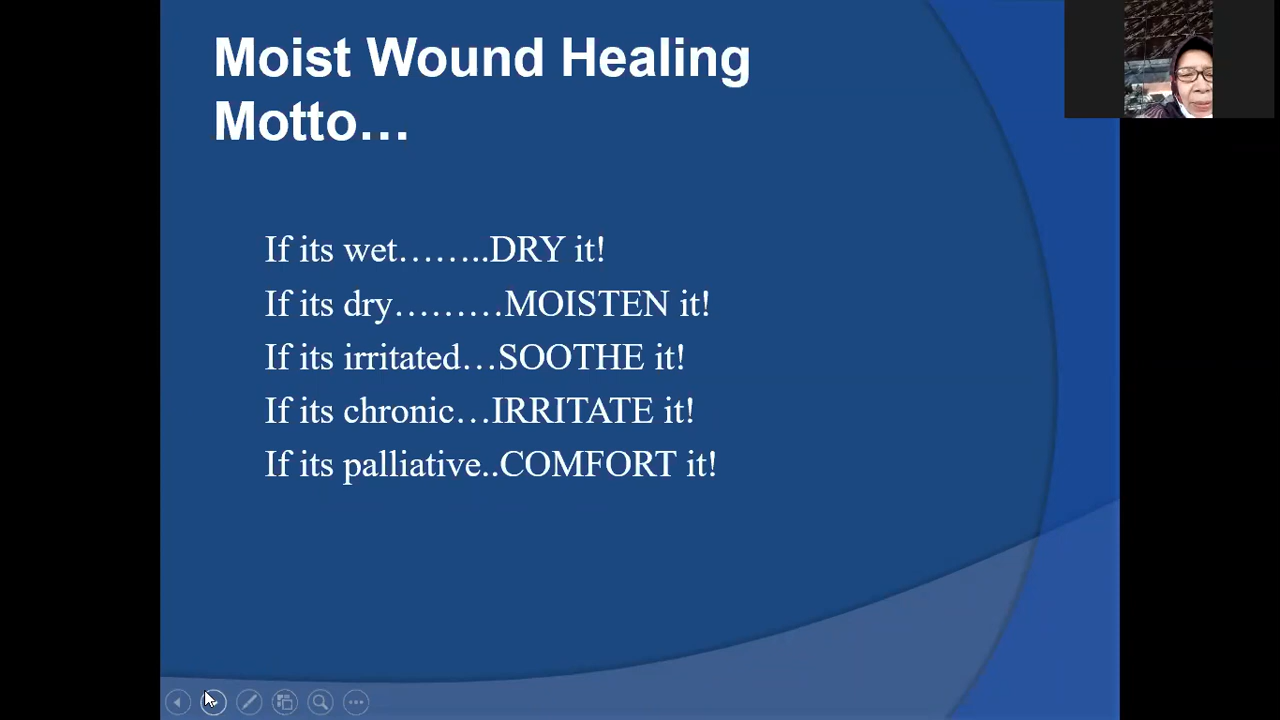 Moist Wound Healing
Motto…
If its wet……..DRY it!
If its dry………MOISTEN it!
If its irritated…SOOTHE it!
If its chronic…IRRITATE it!
If its palliative..COMFORT it!